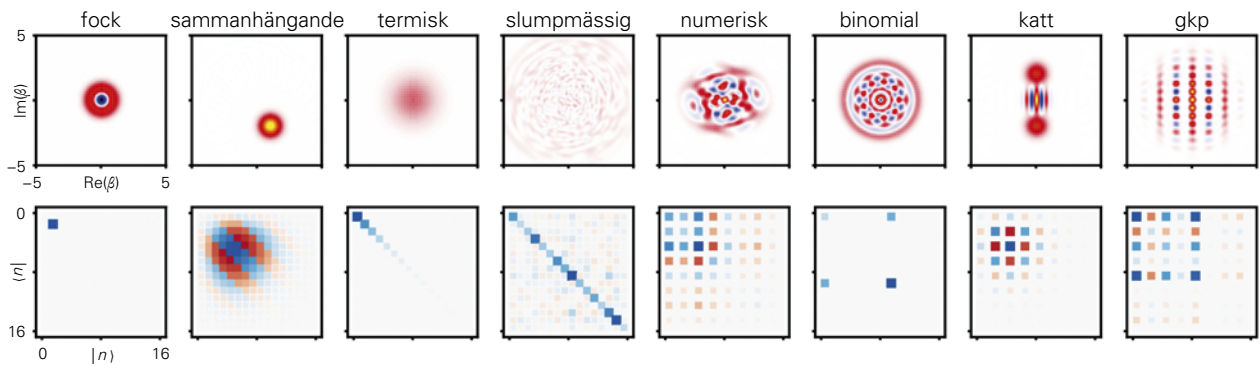 fock sammanhängande termisk slumpmässig numerisk binomial katt gkp
5
Im(β)
−5
−5 Re(β) 5
0
⟨n|
16
0 |n⟩ 16